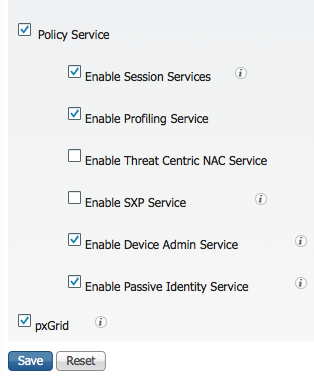 Policy Service
Enable Session Services
Enable Profiling Service
Enable Threat Centric NAC Service
Enable SXP Service
Enable Device Admin Service
Enable Passive Identity Service
pxGrid
Save Reset